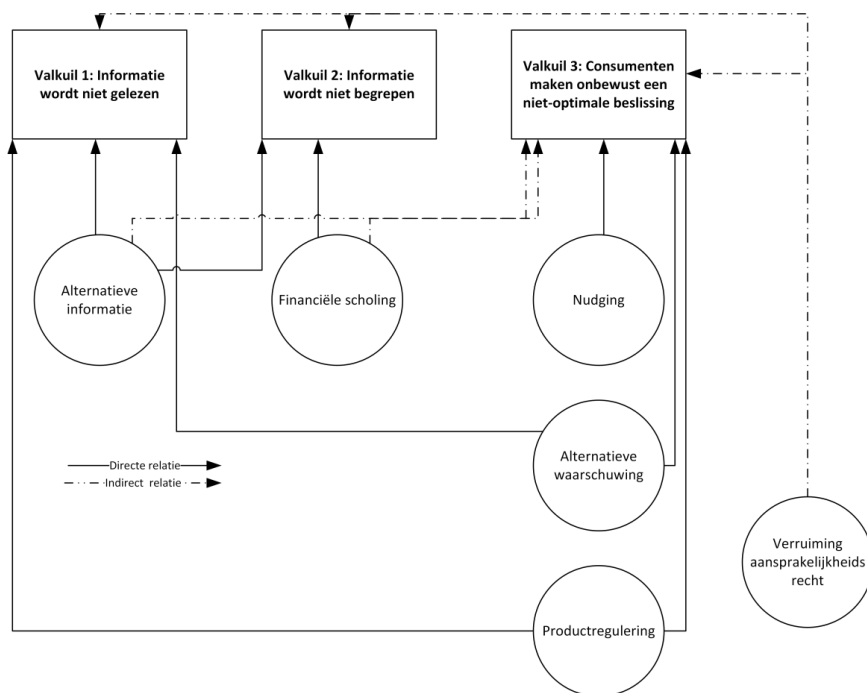 Valkuil 1: Informatie
wordt niet gelezen
Valkuil 2: Informatie
wordt niet begrepen
Valkuil 3: Consumenten
maken onbewust een
niet-optimale beslissing
Alternatieve
informatie
Financiële scholing
Nudging
Alternatieve
waarschuwing
Directe relatie
Indirect relatie
Verruiming
aansprakelijkheids
recht
Productregulering